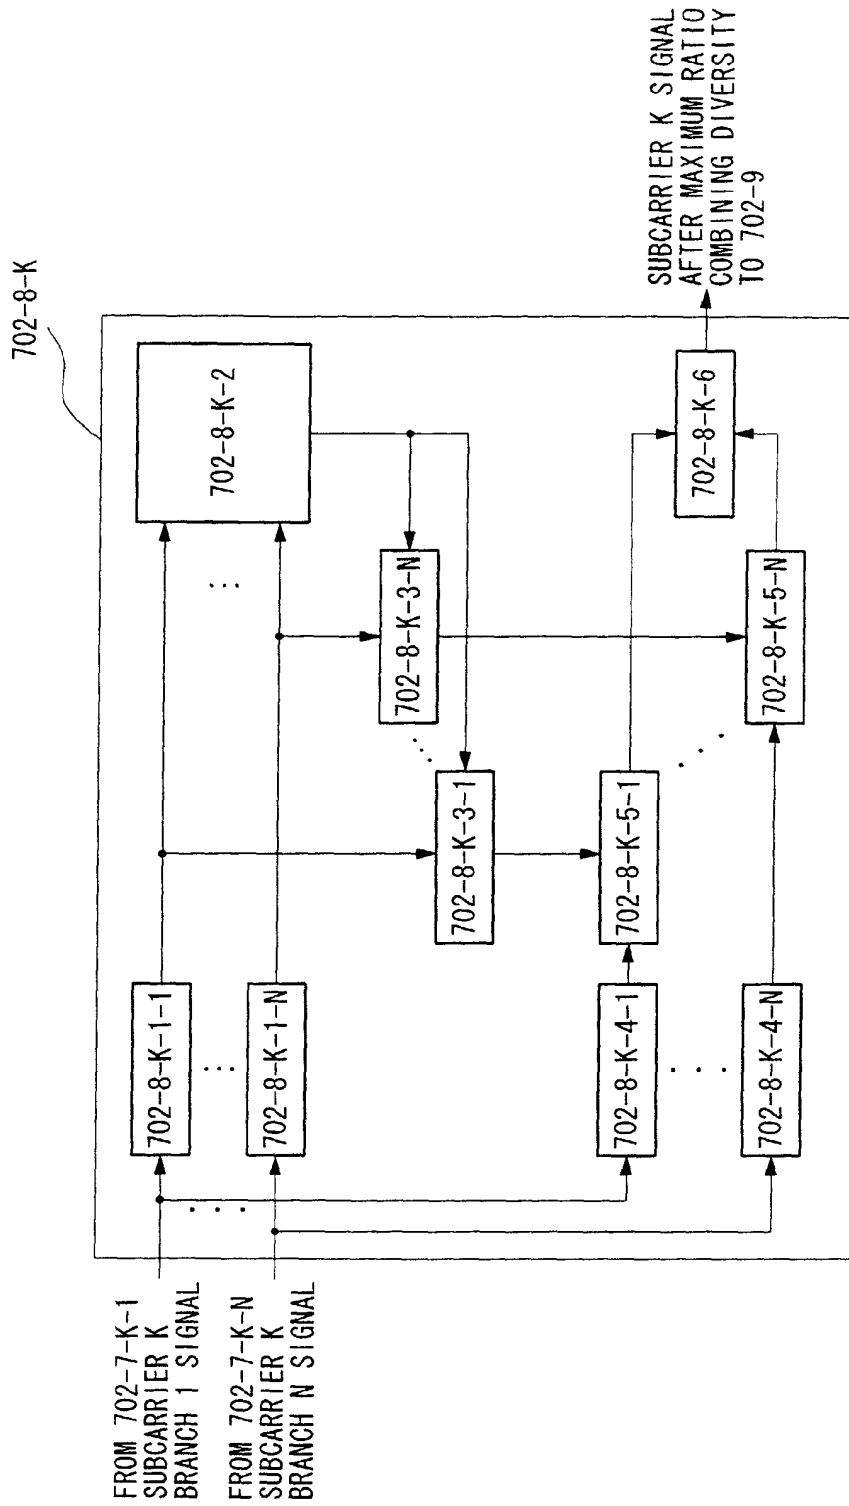 702-8-K
FROM 702-7-K-1
SUBCARRIER K
BRANCH 1 SIGNAL
FROM 702-7-K-N
SUBCARRIER K
BRANCH N SIGNAL
702-8-K-1-1
702-8-K-1-N
702-8-K-2
702-8-K-3-N
702-8-K-3-1
702-8-K-4-1
702-8-K-5-1
702-8-K-4-N
702-8-K-5-N
702-8-K-6
SUBCARRIER K SIGNAL
AFTER MAXIMUM RATIO
COMBINING DIVERSITY
TO 702-9